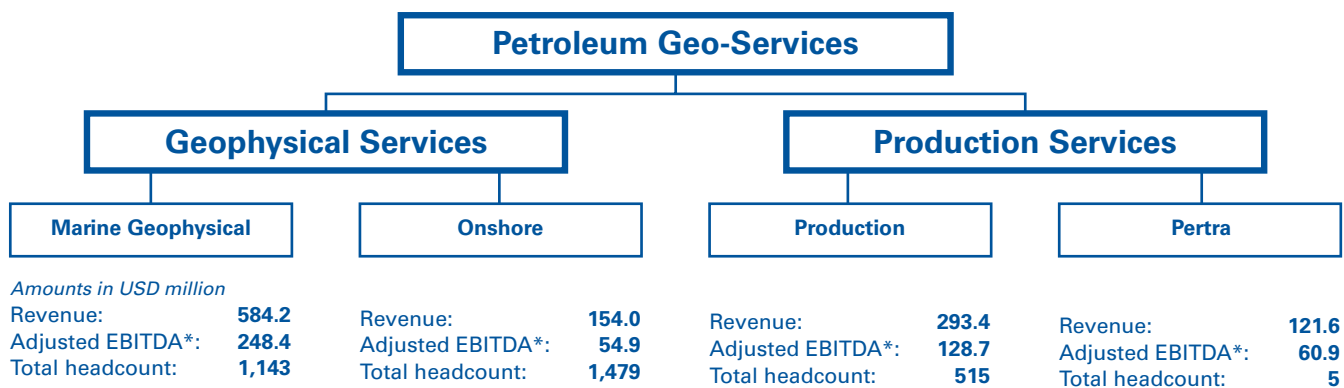 Petroleum Geo-Services
Geophysical Services
Production Services
Marine Geophysical
Onshore
Production
Pertra
Amounts in USD million
Revenue: 584.2
Adjusted EBITDA*: 248.4
Total headcount: 1,143
Revenue: 154.0
Adjusted EBITDA*: 54.9
Total headcount: 1,479
Revenue: 293.4
Adjusted EBITDA*: 128.7
Total headcount: 515
Revenue: 121.6
Adjusted EBITDA*: 60.9
Total headcount: 5